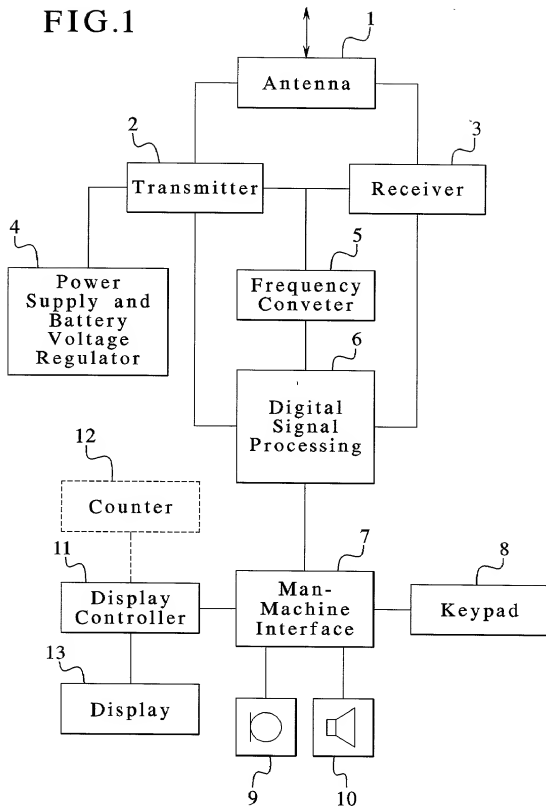 FIG.1
1
Antenna
2
Transmitter
3
Receiver
4
Power
Supply and
Battery
Voltage
Regulator
5
Frequency
Conveter
6
Digital
Signal
Processing
12
Counter
11
Display
Controller
7
Man-
Machine
Interface
8
Keypad
13
Display
9
10